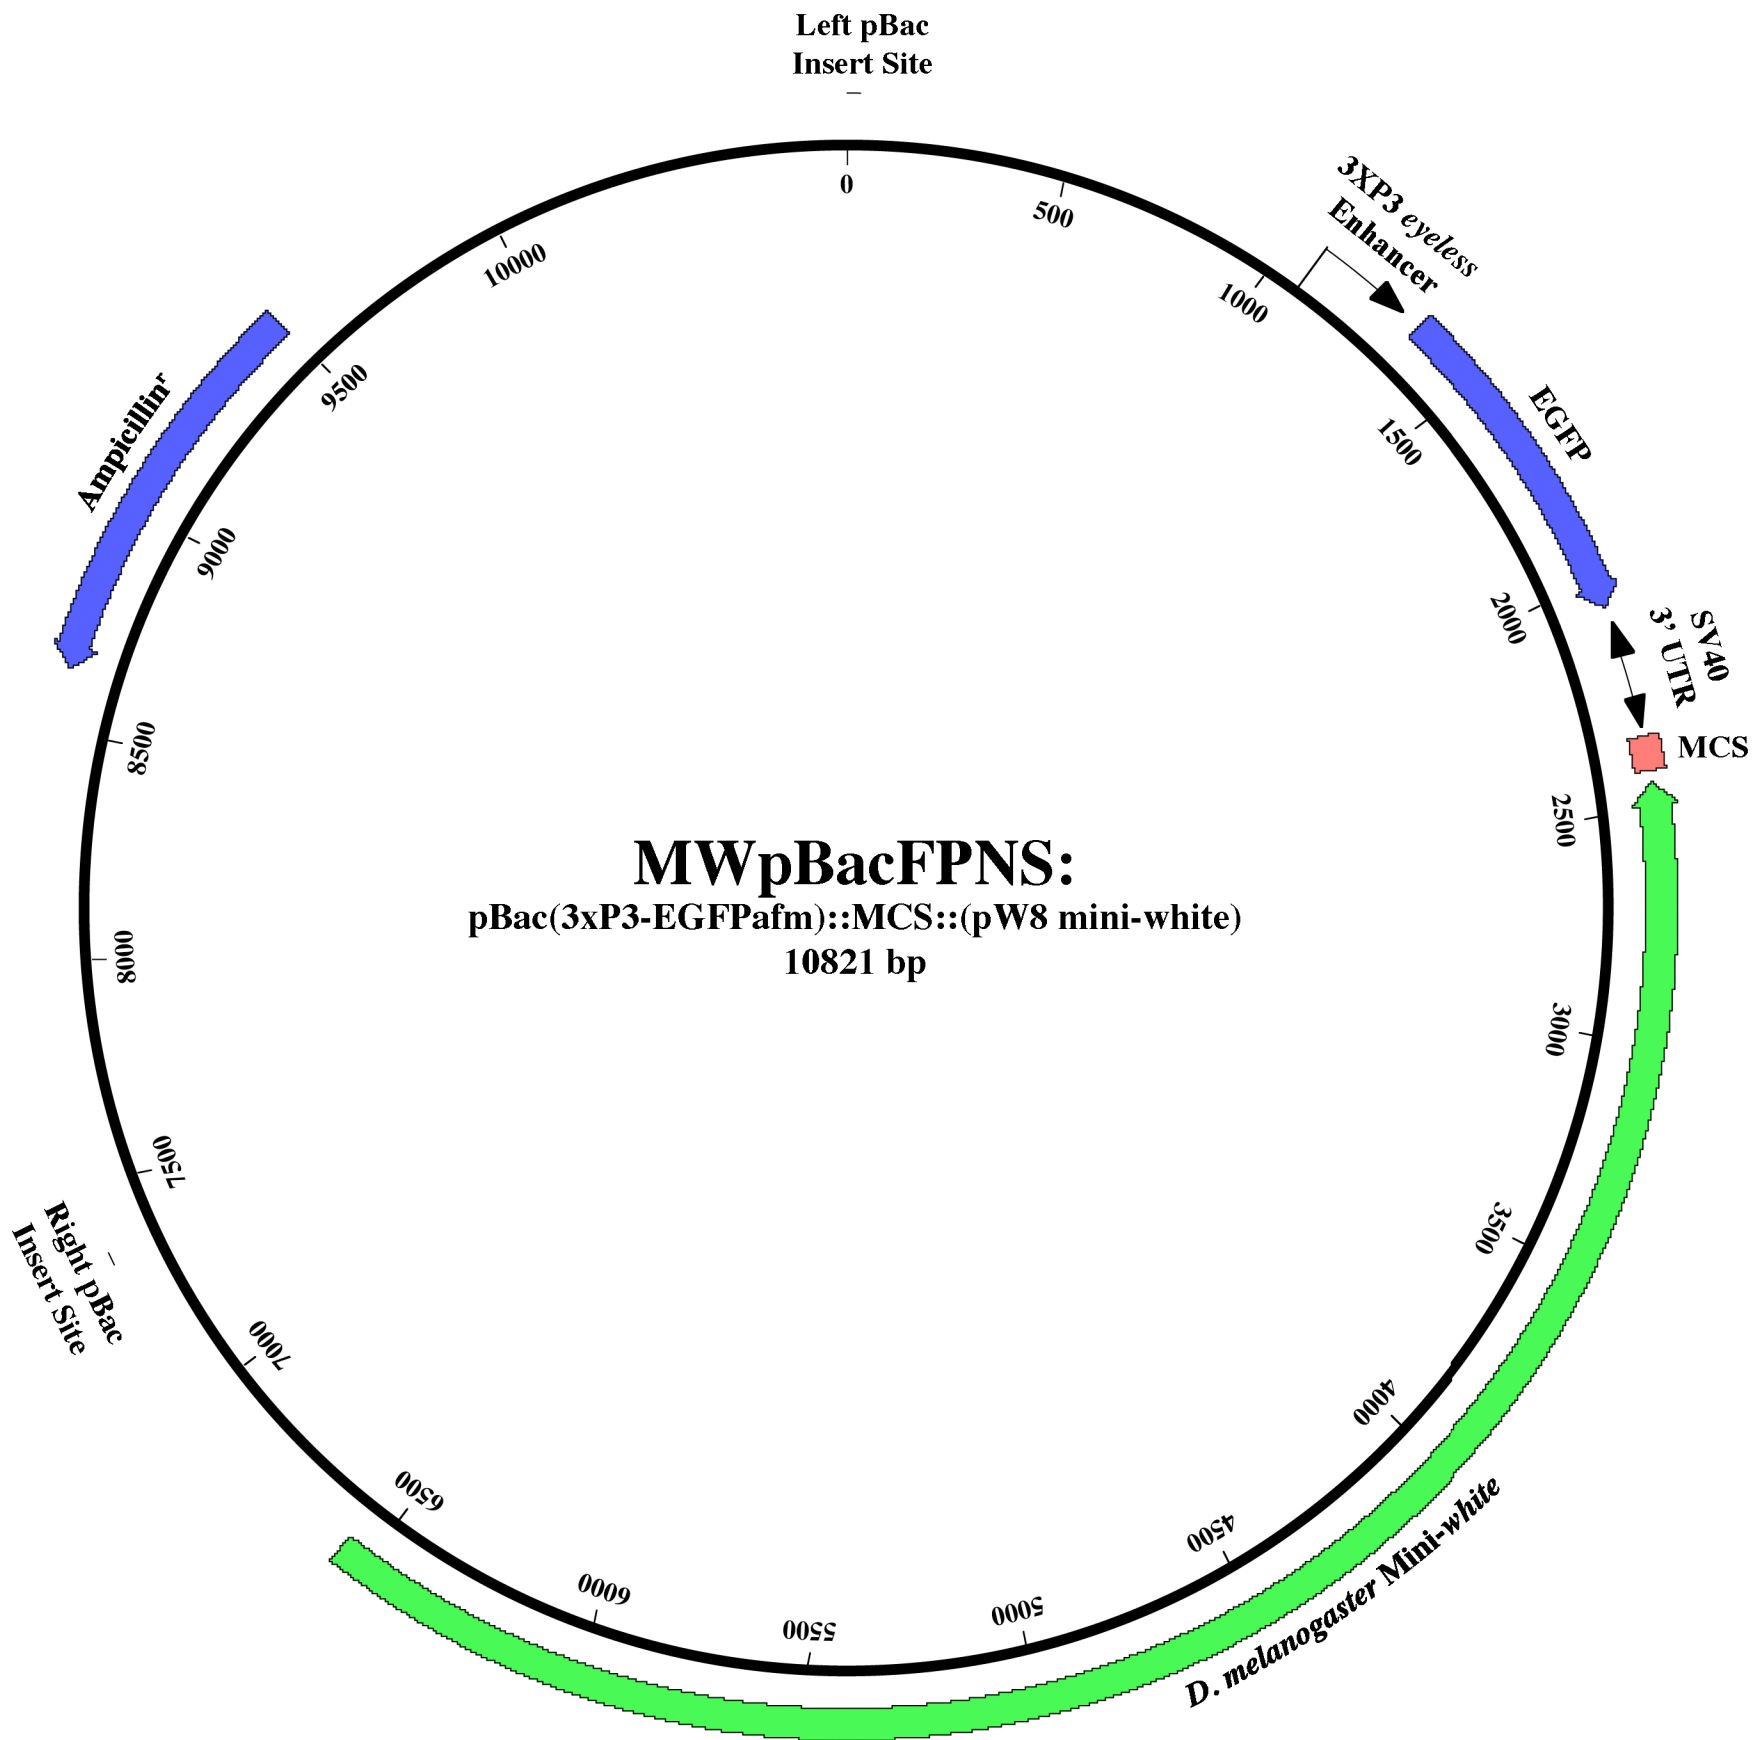 Left pBac
Insert Site
0
500
1000
3XP3 eyeless
Enhancer
1500
EGFP
2000
SV40
3’ UTR
MCS
2500
3000
3500
4000
D. melanogaster Mini-white
4500
5000
5500
6000
6500
7000
Right pBac
Insert Site
7500
8000
8500
9000
Ampicillinʳ
9500
10000
MWpBacFPNS:
pBac(3xP3-EGFPafm)::MCS::(pW8 mini-white)
10821 bp